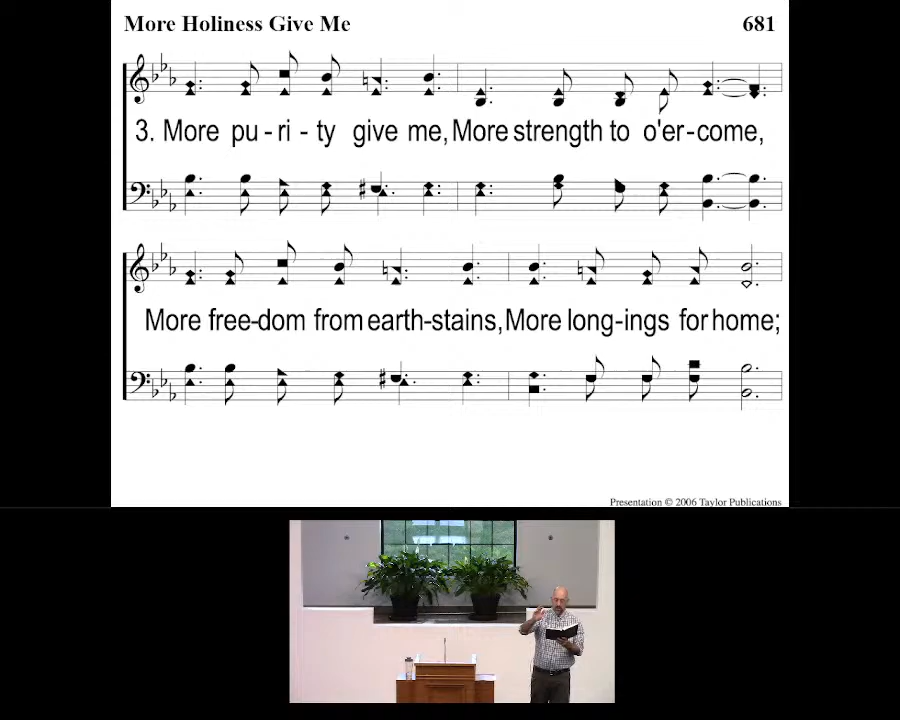 More Holiness Give Me 681
3. More pu - ri - ty give me, More strength to o'er - come,
More free-dom from earth-stains, More long-ings for home;
Presentation © 2006 Taylor Publications